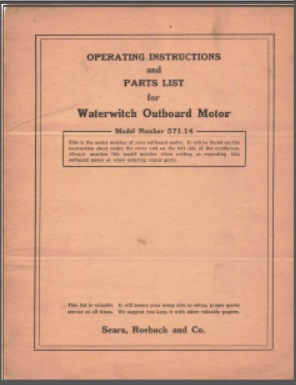 OPERATING INSTRUCTIONS
and
PARTS LIST
for
Waterwitch Outboard Motor
Model Number 571.14
This is the model number of your outboard motor. It will be found on the
instruction sheet under the cover and on the left side of the
Always mention this model number when writing us regarding this
outboard motor or when ordering repair parts.
This list is valuable. It will assure your being able to obtain proper parts
service at all times. We suggest you keep it with other valuable papers.
Sears, Roebuck and Co.